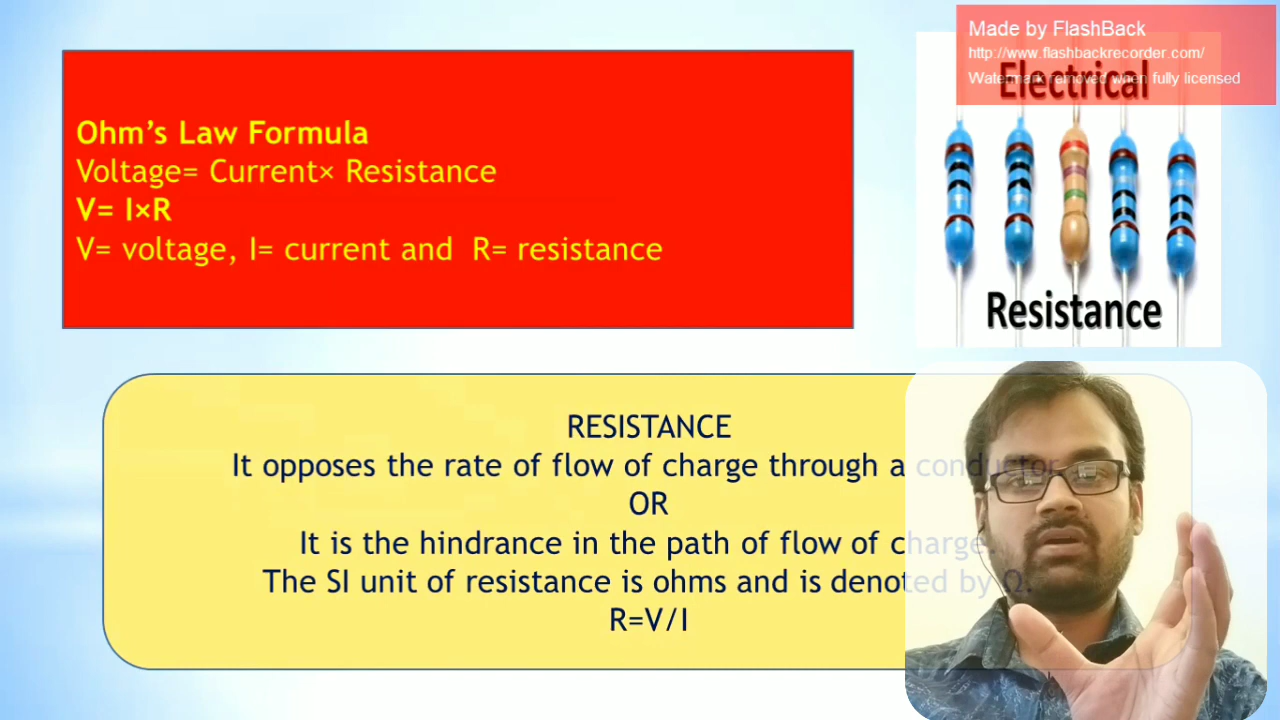 Made by FlashBack
http://www.flashbackrecorder.com/
Watermark removed when fully licensed
Electrical
Resistance
Ohm's Law Formula
Voltage= Current× Resistance
V= I×R
V= voltage, I= current and R= resistance
RESISTANCE
It opposes the rate of flow of charge through a conductor
OR
It is the hindrance in the path of flow of charge.
The SI unit of resistance is ohms and is denoted by Ω.
R=V/I